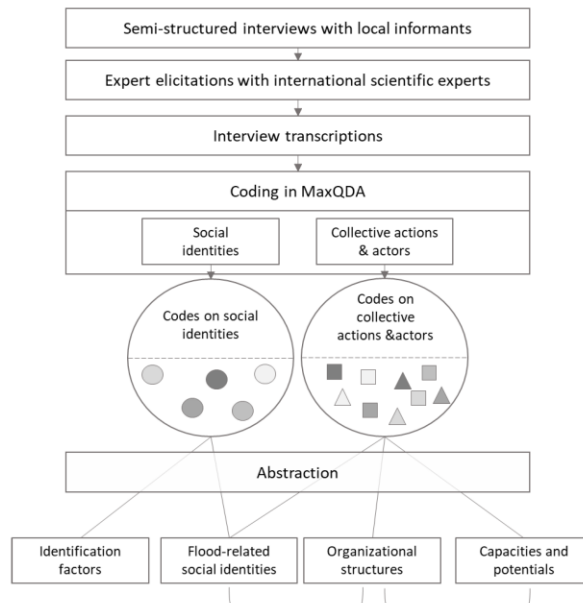 Semi-structured interviews with local informants
Expert elicitations with international scientific experts
Interview transcriptions
Coding in MaxQDA
Social
identities
Collective actions
& actors
Codes on social
identities
Codes on
collective
actions &actors
Abstraction
Identification
factors
Flood-related
social identities
Organizational
structures
Capacities and
potentials